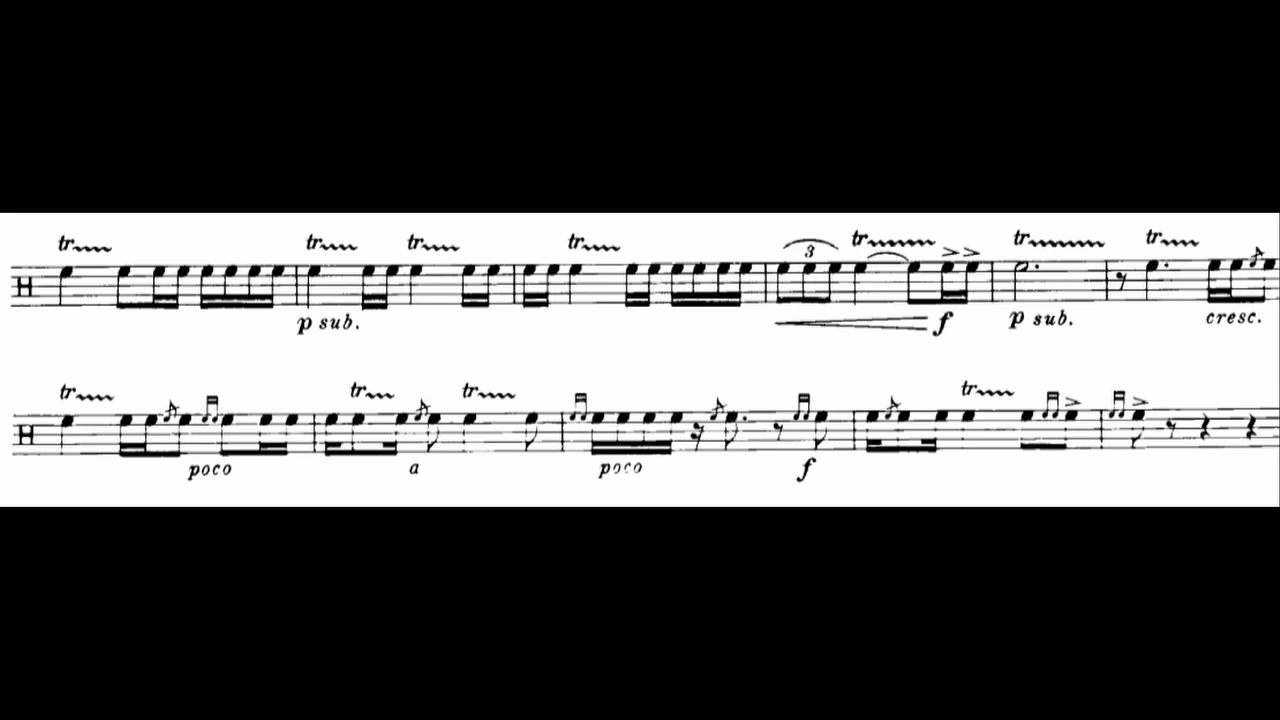 tr tr tr tr tr tr
3
p sub. f p sub. cresc.
tr tr tr tr
poco a poco f